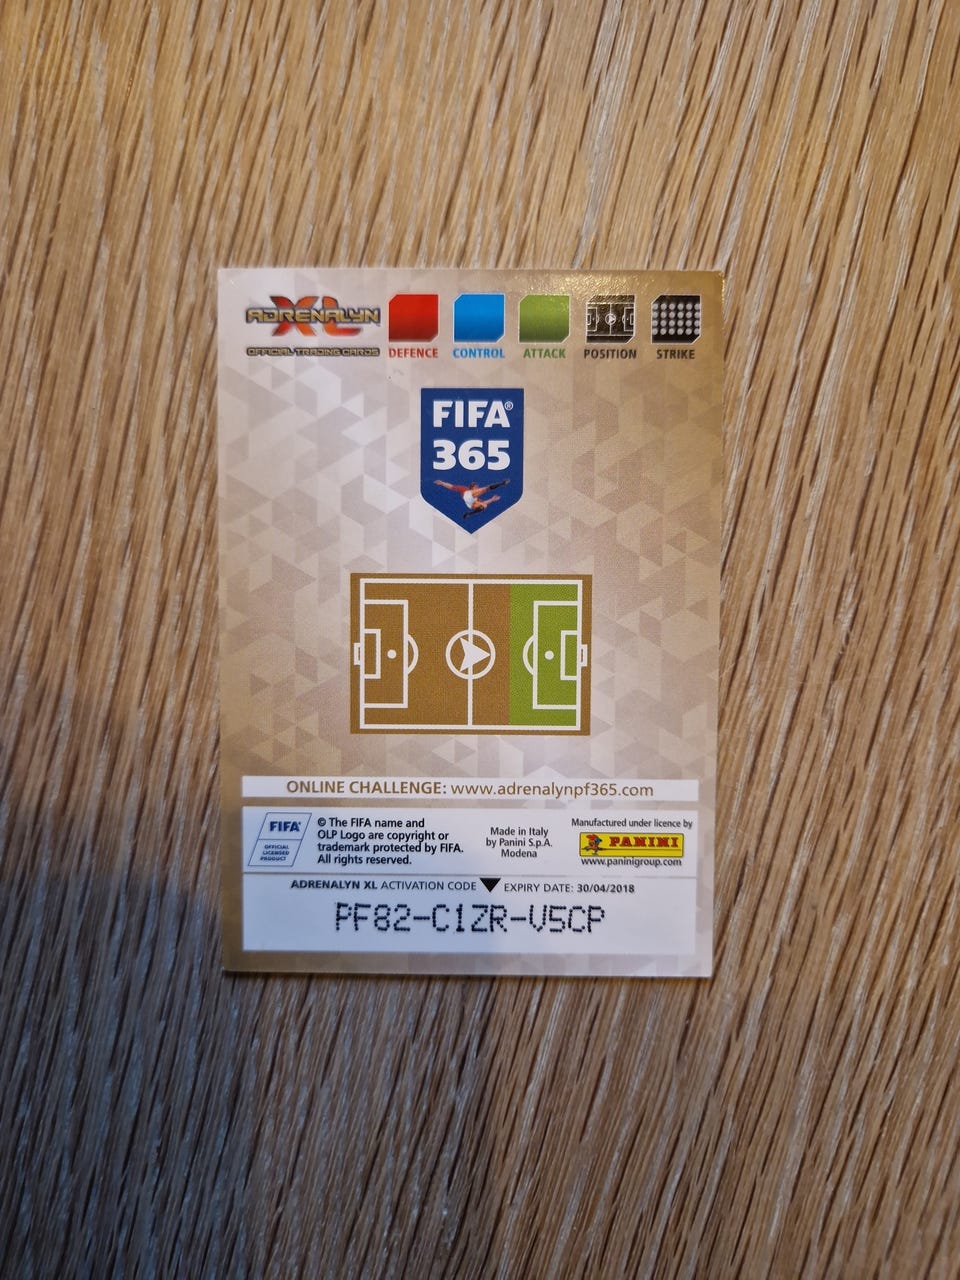 ADRENALYN XL
OFFICIAL TRADING CARDS
DEFENCE CONTROL ATTACK POSITION STRIKE
FIFA®
365
ONLINE CHALLENGE: www.adrenalynpf365.com
FIFA®
OFFICIAL
LICENSED
PRODUCT
© The FIFA name and
OLP Logo are copyright or
trademark protected by FIFA.
All rights reserved.
Made in Italy
by Panini S.p.A.
Modena
Manufactured under licence by
PANINI
www.paninigroup.com
ADRENALYN XL ACTIVATION CODE EXPIRY DATE: 30/04/2018
PF82-C1ZR-V5CP